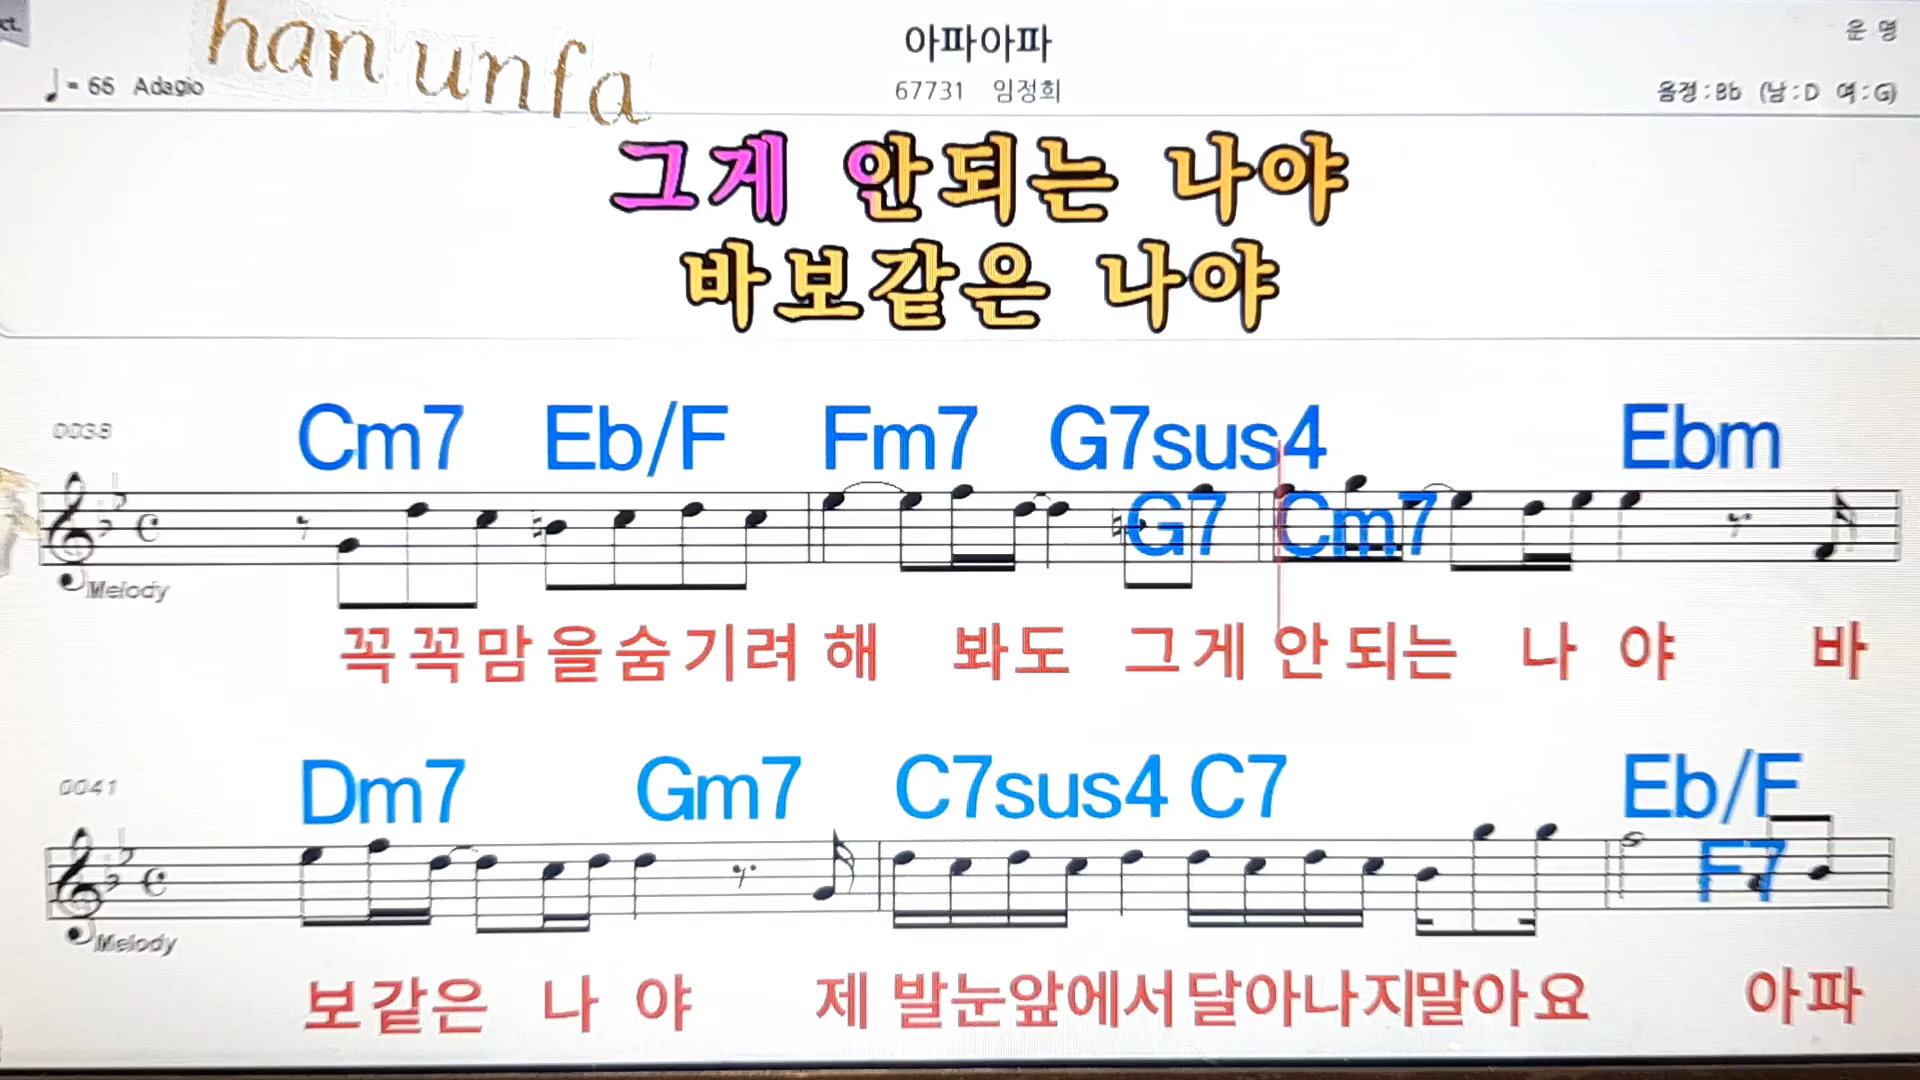 ct.
han unfa
아파아파
운 명
♩= 66 Adagio
67731 임정희
음정:Bb (남:D 여:G)
그게 안되는 나야
바보같은 나야
0038
Cm7 Eb/F Fm7 G7sus4 Ebm
G7 Cm7
Melody
꼭꼭맘을숨기려 해 봐도 그게 안되는 나 야 바
0041
Dm7 Gm7 C7sus4 C7 Eb/F
F7
Melody
보같은 나 야 제 발눈앞에서달아나지말아요 아파